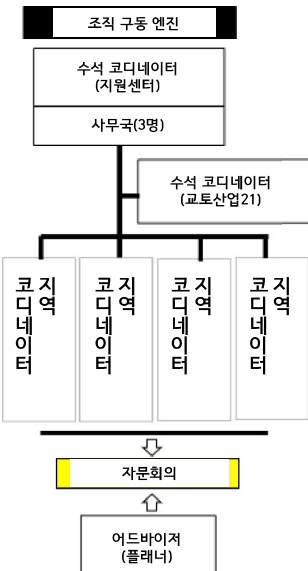 조직 구동 엔진
수석 코디네이터
(지원센터)
사무국(3명)
수석 코디네이터
(교토산업21)
지역
코디네이터
지역
코디네이터
지역
코디네이터
지역
코디네이터
자문회의
어드바이저
(플래너)